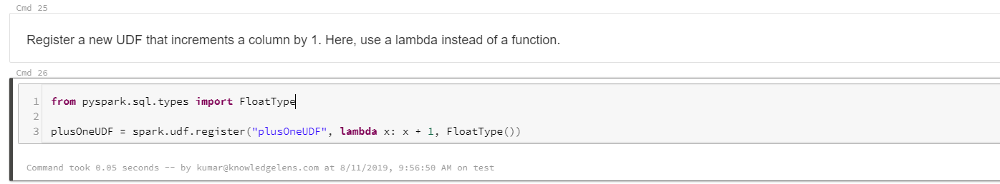 Cmd 25
Register a new UDF that increments a column by 1. Here, use a lambda instead of a function.
Cmd 26
1 from pyspark.sql.types import FloatType
2
3 plusOneUDF = spark.udf.register("plusOneUDF", lambda x: x + 1, FloatType())
Command took 0.05 seconds -- by kumar@knowledgelens.com at 8/11/2019, 9:56:50 AM on test